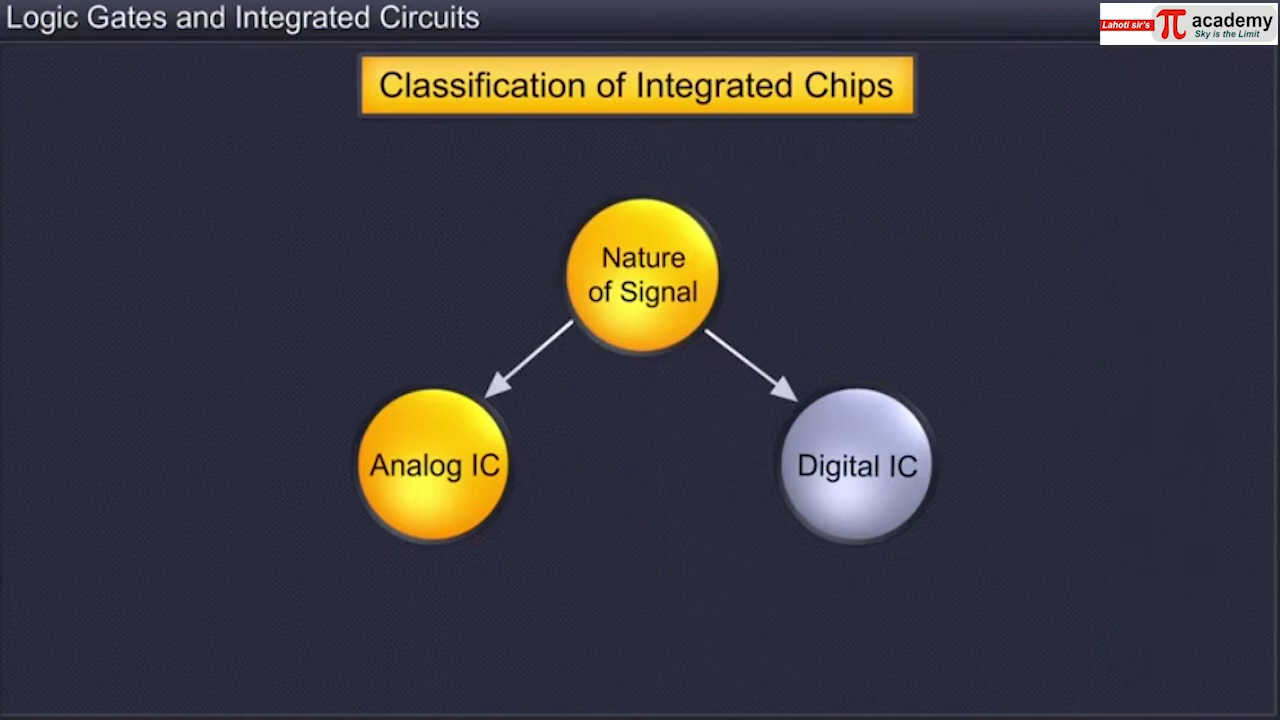 Logic Gates and Integrated Circuits
Lahoti sir's π academy
Sky is the Limit
Classification of Integrated Chips
Nature
of Signal
Analog IC
Digital IC